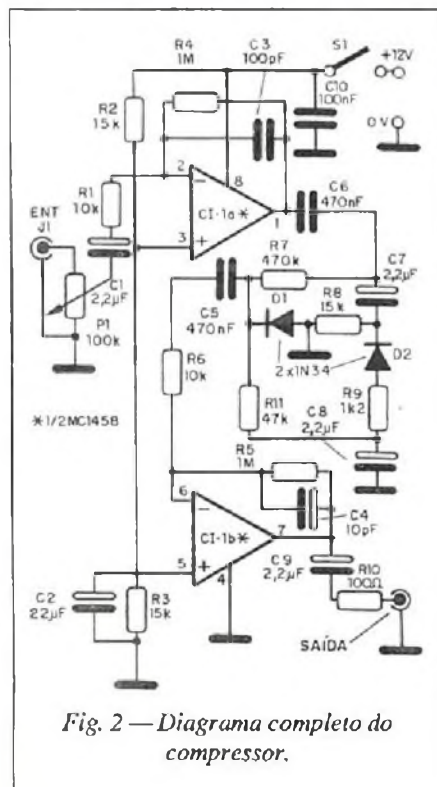 R4
1M
C3
100pF
S1
+12V
C10
100nF
0V
R2
15k
R1
10k
2
8
CI-1a*
1
3
C6
470nF
ENT
J1
C1
2,2µF
P1
100k
R7
470k
C7
2,2µF
C5
470nF
D1
R8
15k
D2
2x1N34
R6
10k
R9
1k2
*1/2MC1458
R11
47k
C8
2,2µF
R5
1M
C4
10pF
6
CI-1b*
7
5
4
C9
2,2µF
R10
100Ω
C2
22µF
R3
15k
SAÍDA
Fig. 2 — Diagrama completo do
compressor.